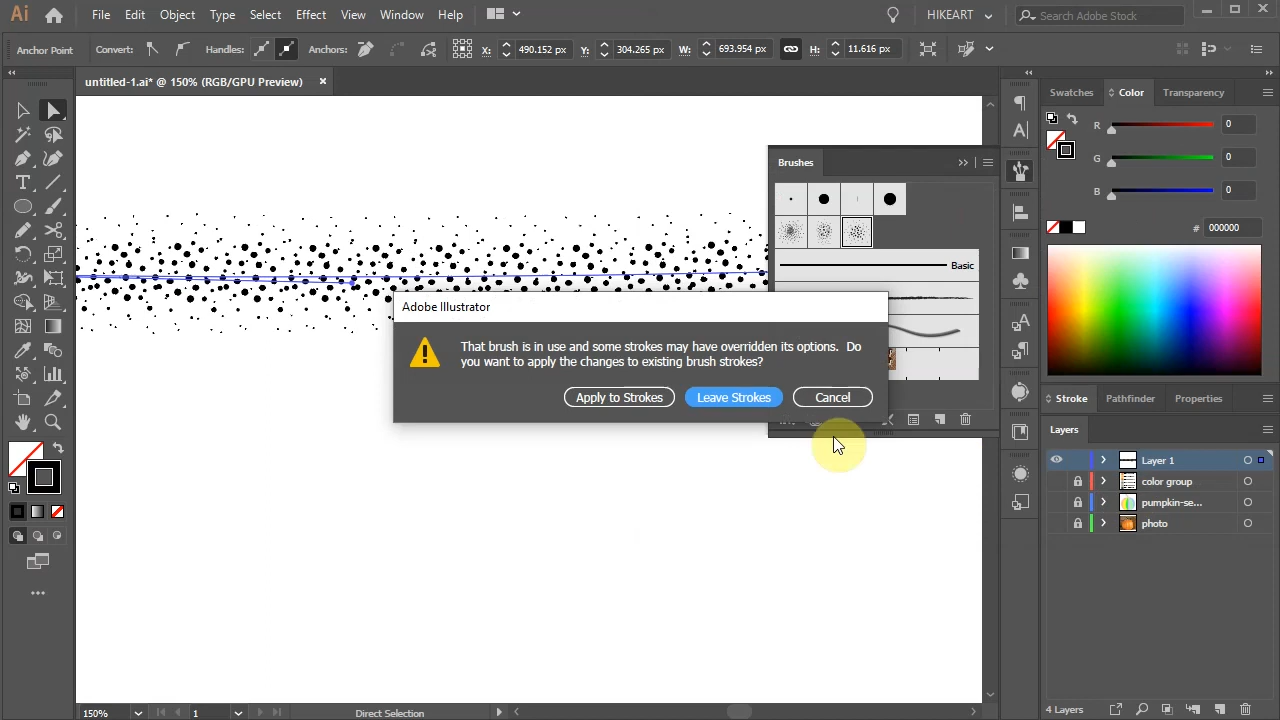 Ai File Edit Object Type Select Effect View Window Help HIKEART Search Adobe Stock
Anchor Point Convert: Handles: Anchors: X: 490.152 px Y: 304.265 px W: 693.954 px H: 11.616 px
untitled-1.ai* @ 150% (RGB/GPU Preview)
Swatches Color Transparency
R 0
G 0
B 0
# 000000
Brushes
Basic
Adobe Illustrator
That brush is in use and some strokes may have overridden its options. Do
you want to apply the changes to existing brush strokes?
Apply to Strokes Leave Strokes Cancel
Stroke Pathfinder Properties
Layers
Layer 1
color group
pumpkin-se...
photo
4 Layers
150% 1 Direct Selection